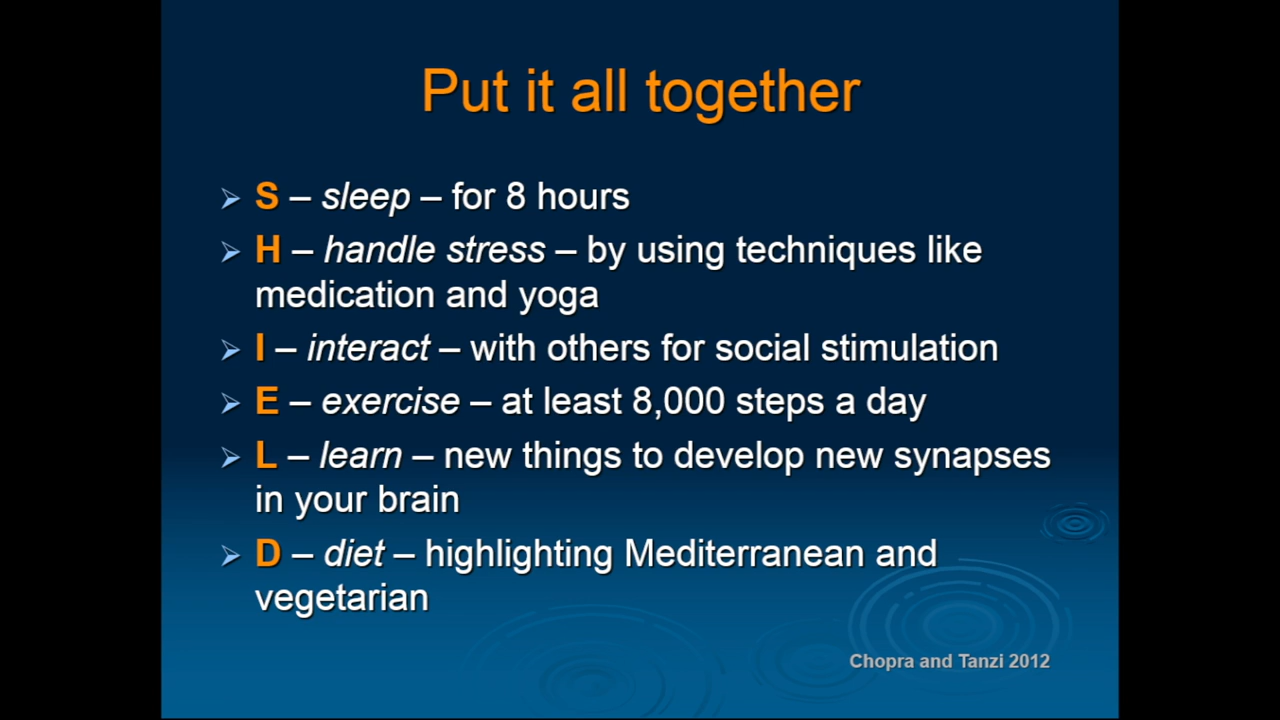 Put it all together
S – sleep – for 8 hours
H – handle stress – by using techniques like
medication and yoga
I – interact – with others for social stimulation
E – exercise – at least 8,000 steps a day
L – learn – new things to develop new synapses
in your brain
D – diet – highlighting Mediterranean and
vegetarian
Chopra and Tanzi 2012